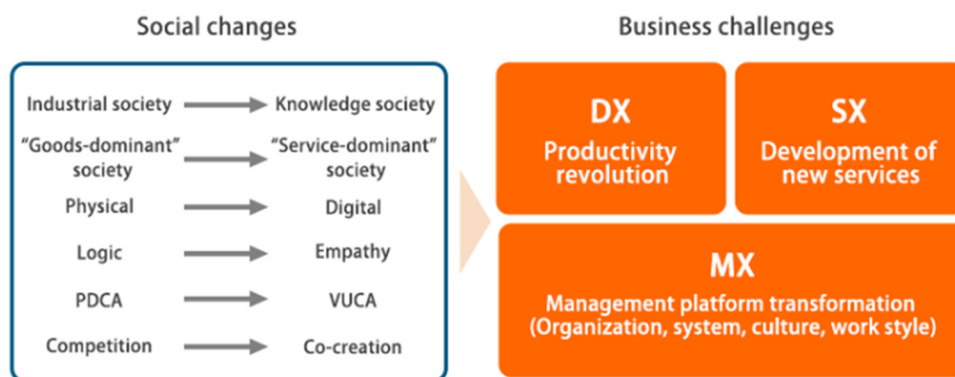 Social changes
Industrial society
Knowledge society
“Goods-dominant”
society
“Service-dominant”
society
Physical
Digital
Logic
Empathy
PDCA
VUCA
Competition
Co-creation
Business challenges
DX
Productivity
revolution
SX
Development of
new services
MX
Management platform transformation
(Organization, system, culture, work style)